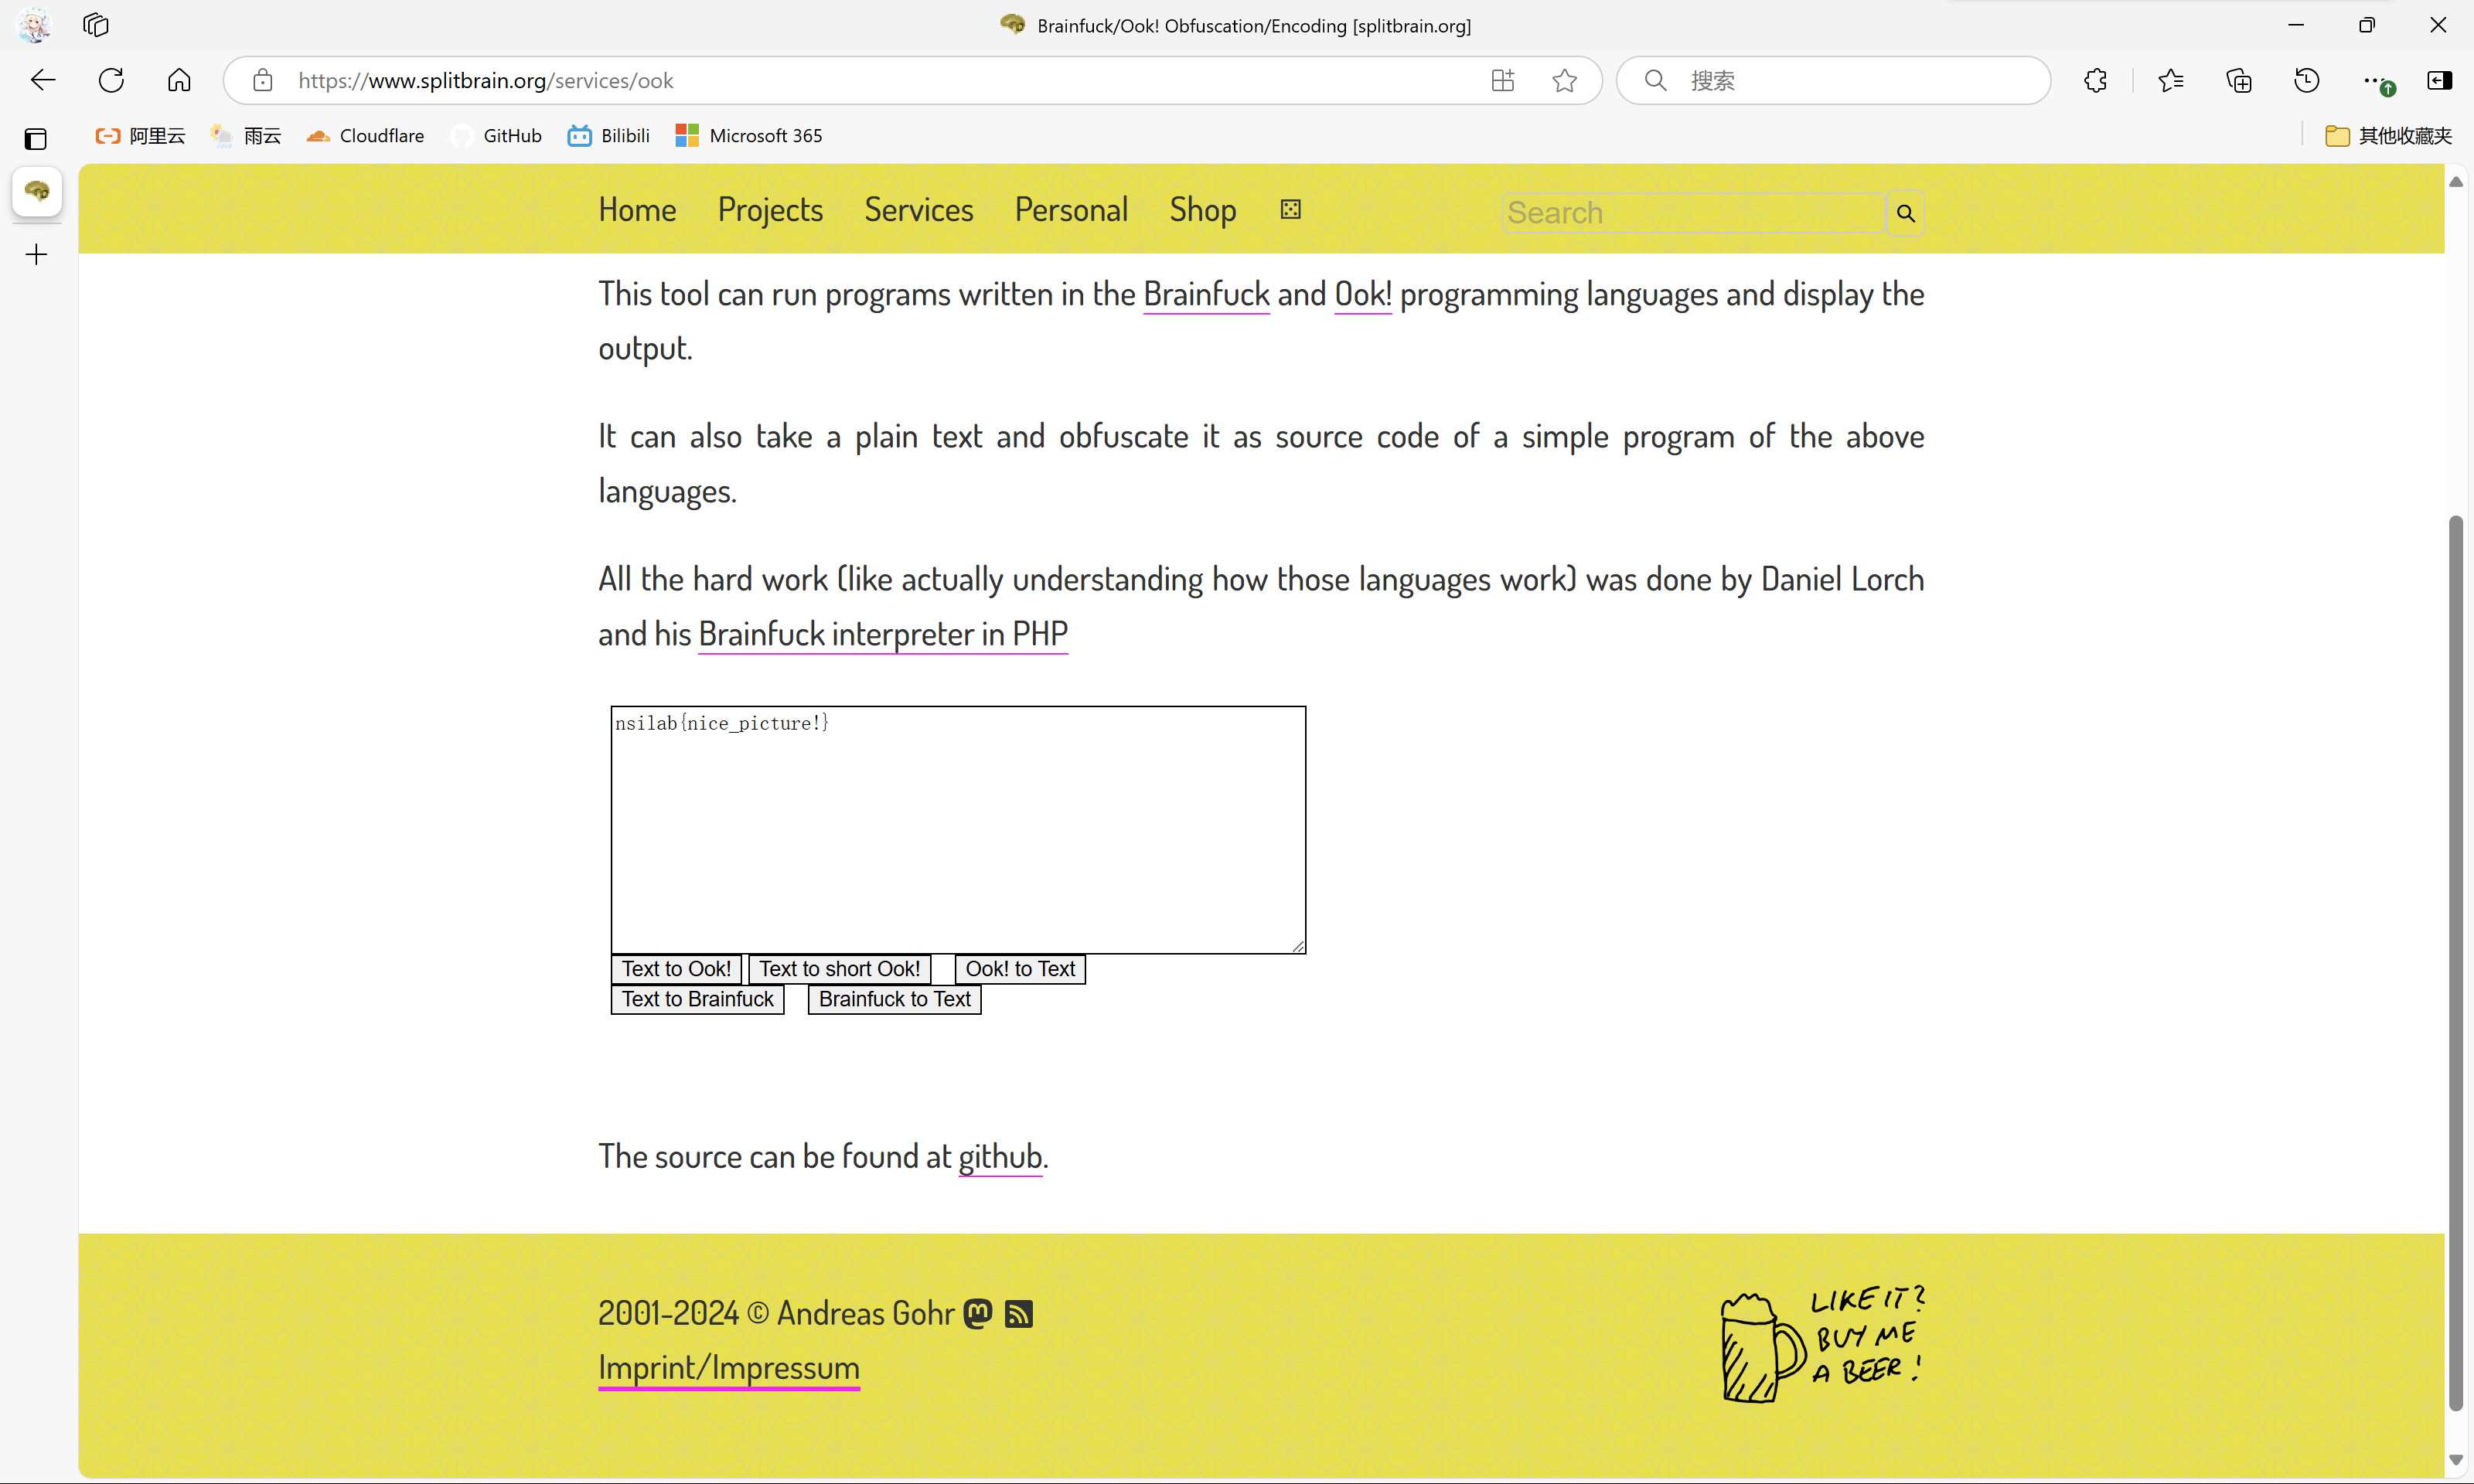 Brainfuck/Ook! Obfuscation/Encoding [splitbrain.org]
https://www.splitbrain.org/services/ook
搜索
阿里云 雨云 Cloudflare GitHub Bilibili Microsoft 365 其他收藏夹
Home Projects Services Personal Shop Search
This tool can run programs written in the Brainfuck and Ook! programming languages and display the
output.
It can also take a plain text and obfuscate it as source code of a simple program of the above
languages.
All the hard work (like actually understanding how those languages work) was done by Daniel Lorch
and his Brainfuck interpreter in PHP
nsilab{nice_picture!}
Text to Ook! Text to short Ook! Ook! to Text
Text to Brainfuck Brainfuck to Text
The source can be found at github.
2001-2024 © Andreas Gohr
Imprint/Impressum
LIKE IT?
BUY ME
A BEER!